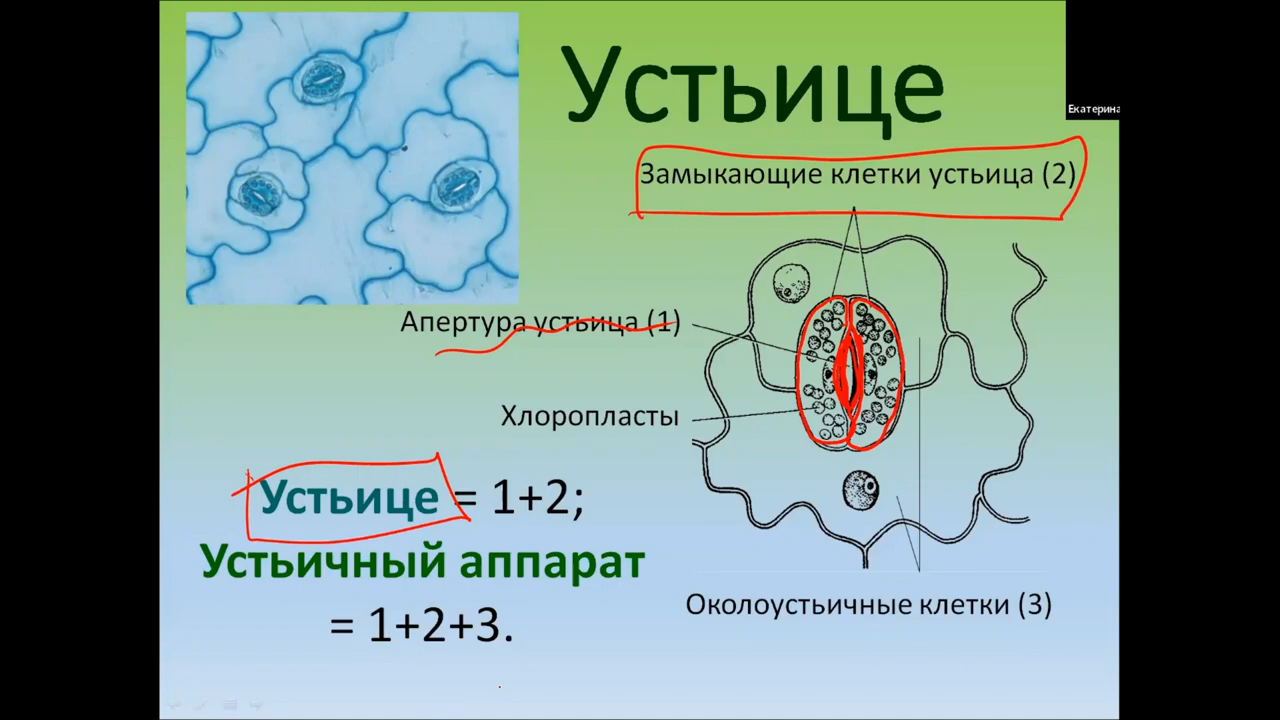 Устьице
Екатерина
Замыкающие клетки устьица (2)
Апертура устьица (1)
Хлоропласты
Устьице = 1+2;
Устьичный аппарат
= 1+2+3.
Околоустьичные клетки (3)